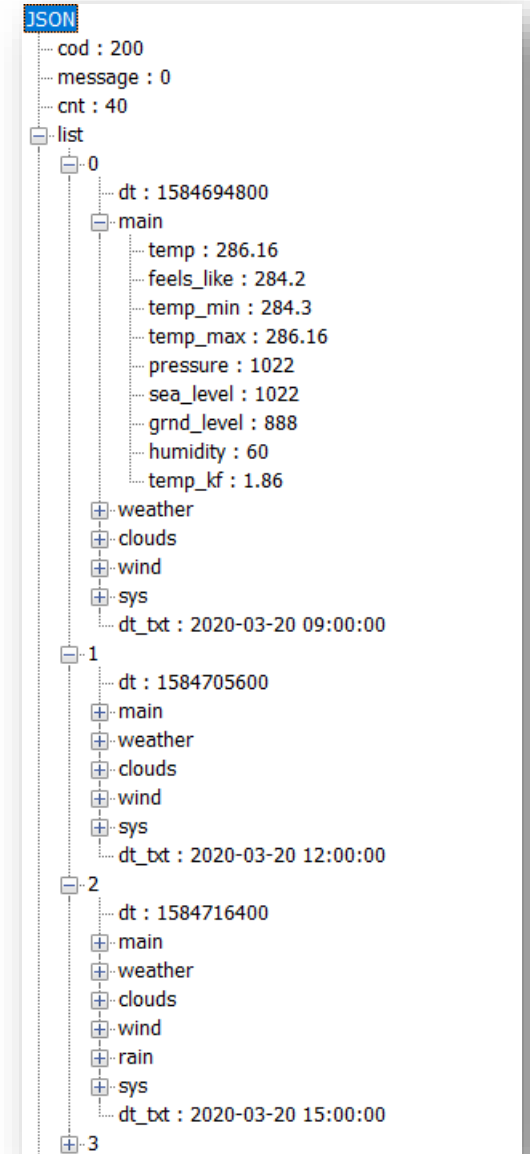 JSON
cod : 200
message : 0
cnt : 40
list
0
dt : 1584694800
main
temp : 286.16
feels_like : 284.2
temp_min : 284.3
temp_max : 286.16
pressure : 1022
sea_level : 1022
grnd_level : 888
humidity : 60
temp_kf : 1.86
weather
clouds
wind
sys
dt_txt : 2020-03-20 09:00:00
1
dt : 1584705600
main
weather
clouds
wind
sys
dt_txt : 2020-03-20 12:00:00
2
dt : 1584716400
main
weather
clouds
wind
rain
sys
dt_txt : 2020-03-20 15:00:00
3